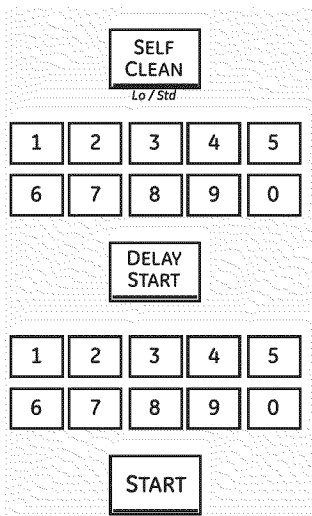 SELF
CLEAN
Lo / Std
1 2 3 4 5
6 7 8 9 0
DELAY
START
1 2 3 4 5
6 7 8 9 0
START